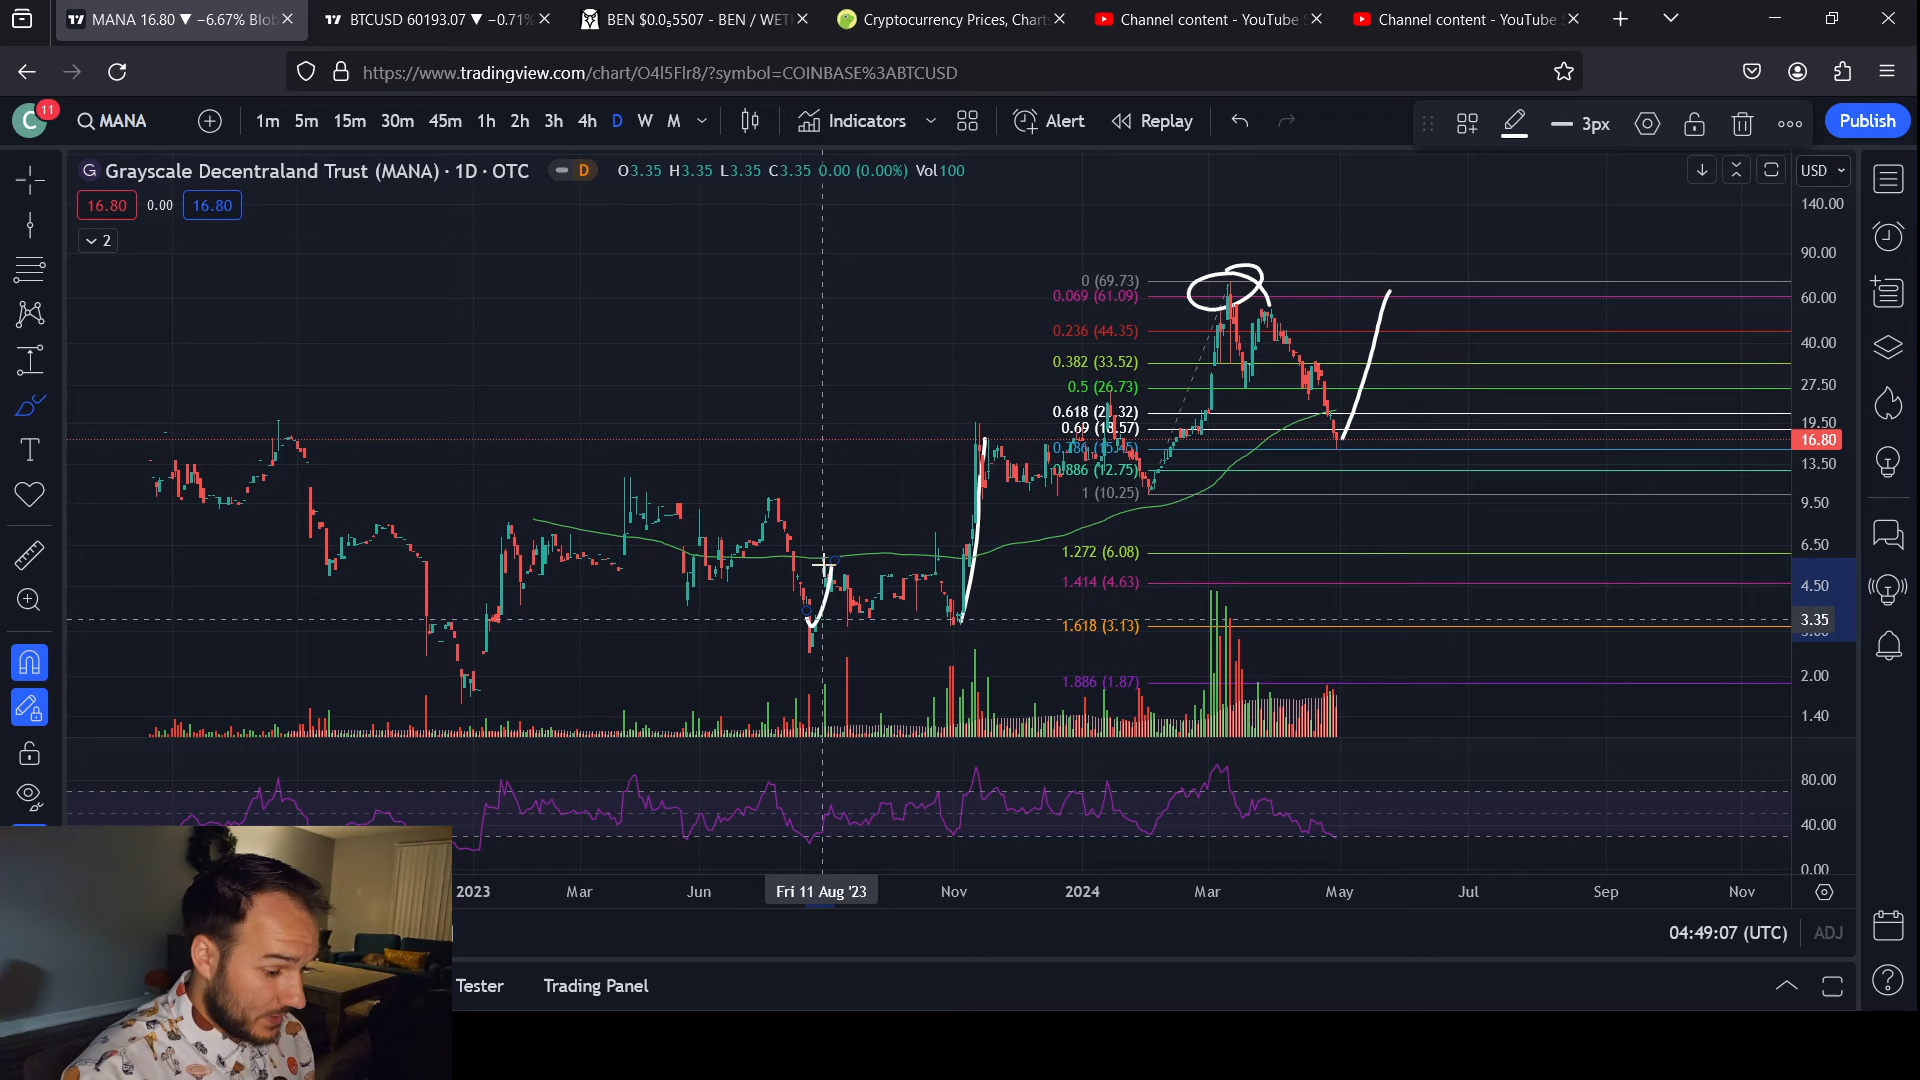 MANA 16.80 ▼ −6.67% Blob
BTCUSD 60193.07 ▼ −0.71%
BEN $0.0₅5507 - BEN / WET
Cryptocurrency Prices, Chart
Channel content - YouTube S
Channel content - YouTube S
https://www.tradingview.com/chart/O4l5Flr8/?symbol=COINBASE%3ABTCUSD
C 11
MANA
1m 5m 15m 30m 45m 1h 2h 3h 4h D W M
Indicators
Alert
Replay
3px
Publish
G Grayscale Decentraland Trust (MANA) · 1D · OTC
D
O3.35 H3.35 L3.35 C3.35 0.00 (0.00%) Vol100
USD
16.80 0.00 16.80
2
140.00
90.00
60.00
40.00
27.50
19.50
16.80
13.50
9.50
6.50
4.50
3.35
2.00
1.40
0 (69.73)
0.069 (61.09)
0.236 (44.35)
0.382 (33.52)
0.5 (26.73)
0.618 (21.32)
0.69 (18.57)
0.786 (15.45)
0.886 (12.75)
1 (10.25)
1.272 (6.08)
1.414 (4.63)
1.618 (3.13)
1.886 (1.87)
80.00
40.00
0.00
2023 Mar Jun Fri 11 Aug '23 Nov 2024 Mar May Jul Sep Nov
04:49:07 (UTC) ADJ
Tester
Trading Panel